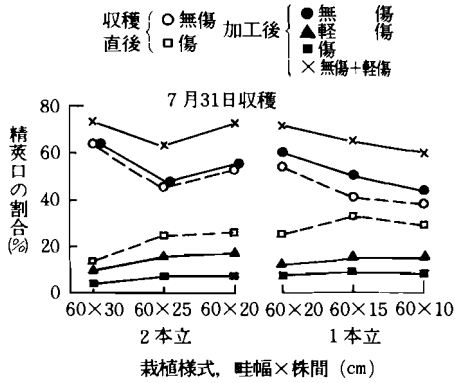 収穫直後 ○無傷 □傷
加工後 ●無傷 ▲軽傷 ■傷 ×無傷+軽傷
7月31日収穫
精莢口の割合(%)
80
60
40
20
0
60×30 60×25 60×20 60×20 60×15 60×10
2本立 1本立
栽植様式, 畦幅×株間 (cm)